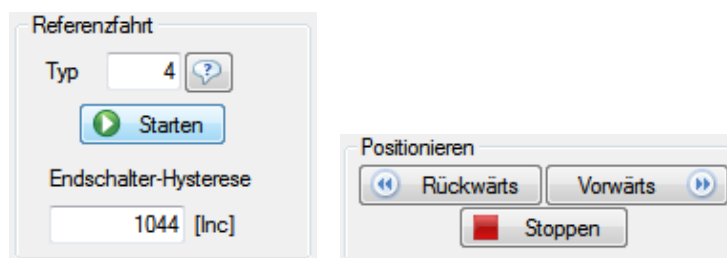 Referenzfahrt
Typ 4
Starten
Endschalter-Hysterese
1044 [Inc]
Positionieren
Rückwärts Vorwärts
Stoppen